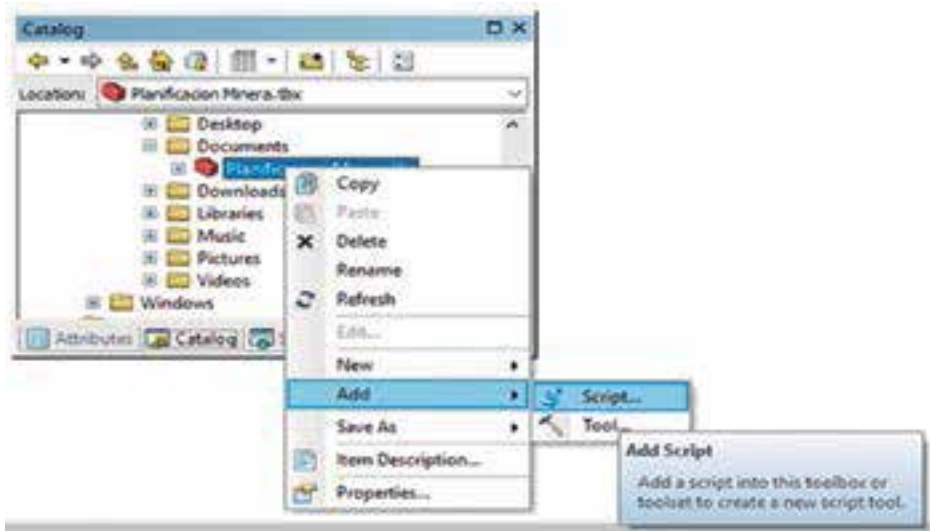 Catalog
Location: Planificacion Minera.tbx
Desktop
Documents
Downloads
Libraries
Music
Pictures
Videos
Windows
Attributes Catalog
Copy
Paste
Delete
Rename
Refresh
Edit...
New
Add
Save As
Item Description...
Properties...
Script...
Tool...
Add Script
Add a script into this toolbox or
toolset to create a new script tool.